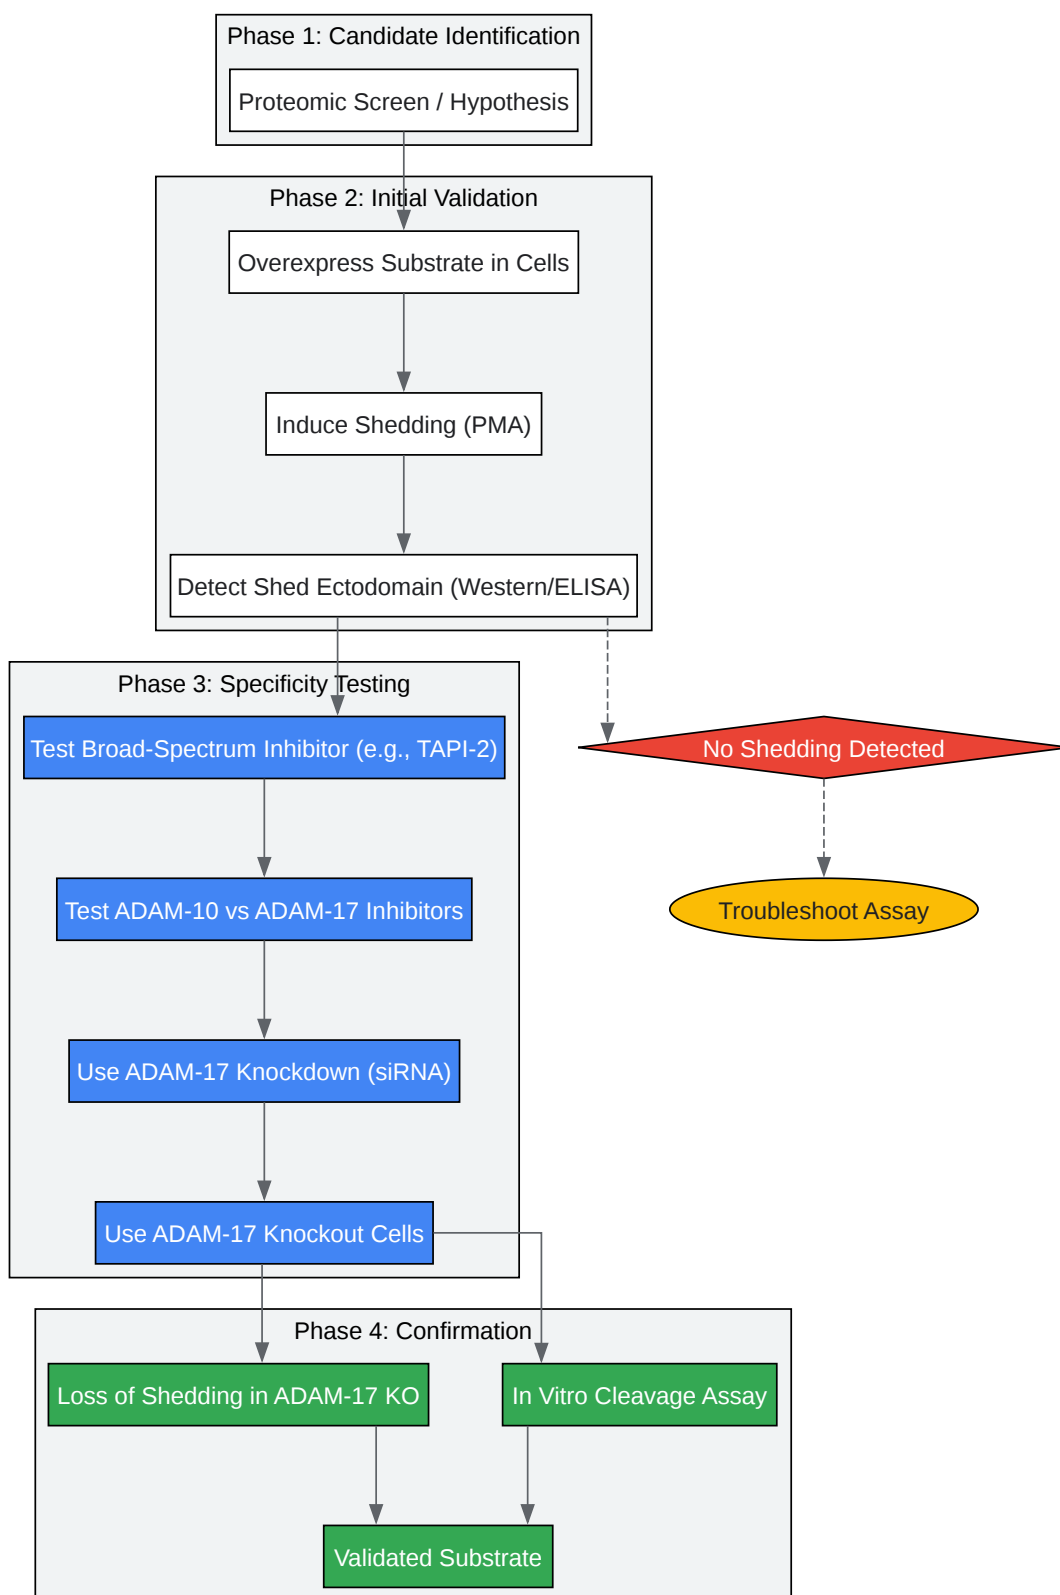 Phase 1: Candidate Identification
Proteomic Screen / Hypothesis
Phase 2: Initial Validation
Overexpress Substrate in Cells
Induce Shedding (PMA)
Detect Shed Ectodomain (Western/ELISA)
Phase 3: Specificity Testing
Test Broad-Spectrum Inhibitor (e.g., TAPI-2)
No Shedding Detected
Test ADAM-10 vs ADAM-17 Inhibitors
Troubleshoot Assay
Use ADAM-17 Knockdown (siRNA)
Use ADAM-17 Knockout Cells
Phase 4: Confirmation
Loss of Shedding in ADAM-17 KO
In Vitro Cleavage Assay
Validated Substrate